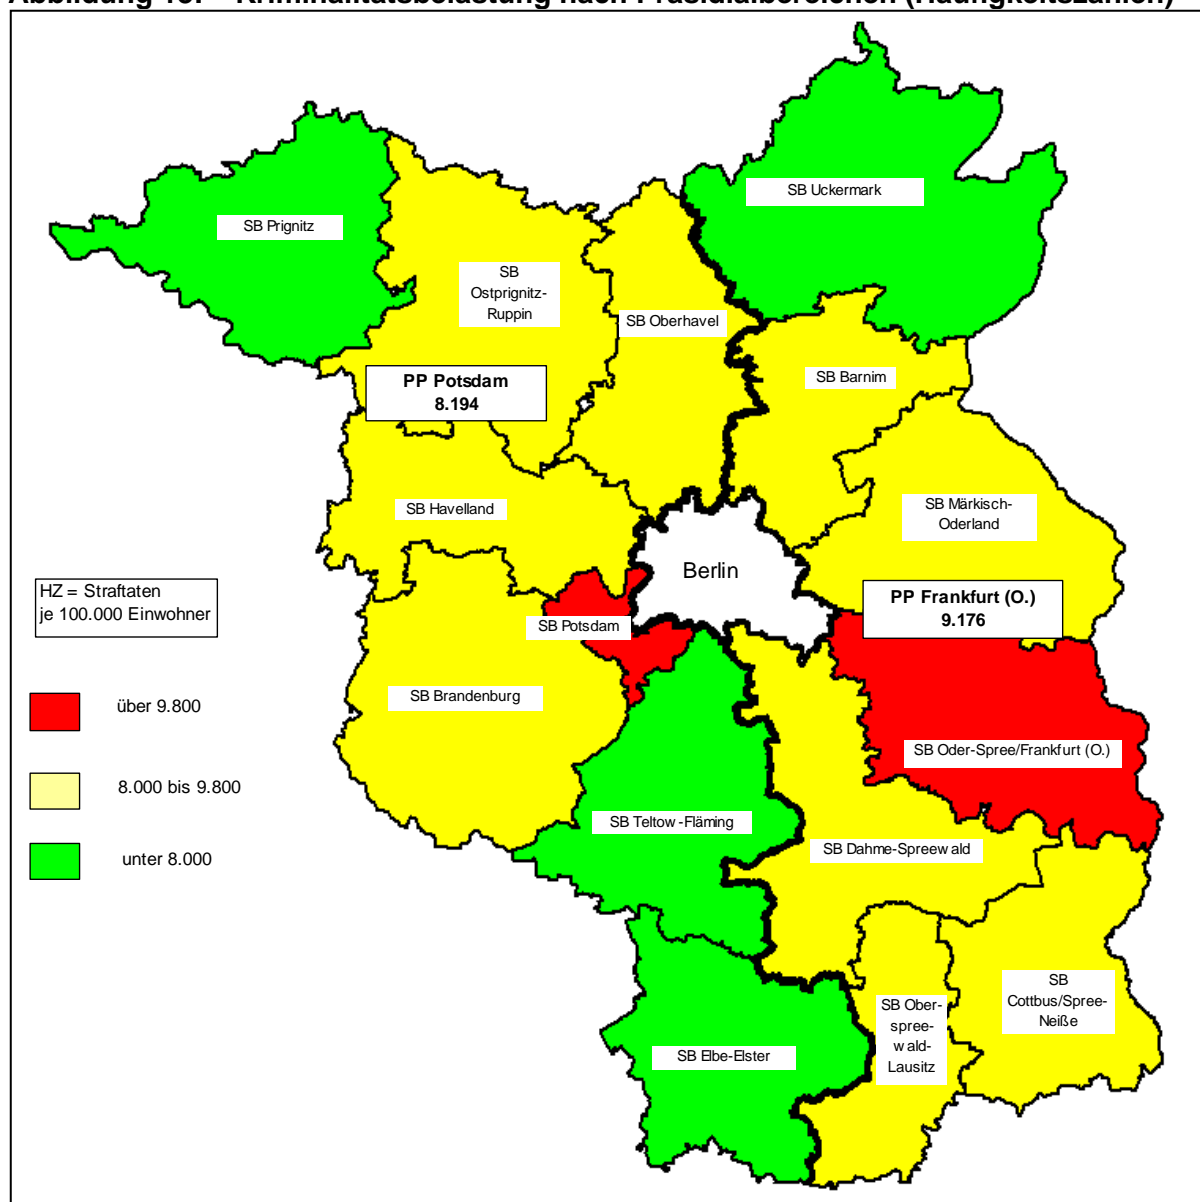 SB Uckermark
SB Prignitz
SB
Ostprignitz-
Ruppin
SB Oberhavel
PP Potsdam
8.194
SB Barnim
SB Havelland
SB Märkisch-
Oderland
Berlin
HZ = Straftaten
je 100.000 Einwohner
PP Frankfurt (O.)
9.176
SB Potsdam
SB Brandenburg
über 9.800
SB Oder-Spree/Frankfurt (O.)
8.000 bis 9.800
SB Teltow-Fläming
SB Dahme-Spreewald
unter 8.000
SB
Cottbus/Spree-
Neiße
SB Ober-
spree-
wald-
Lausitz
SB Elbe-Elster